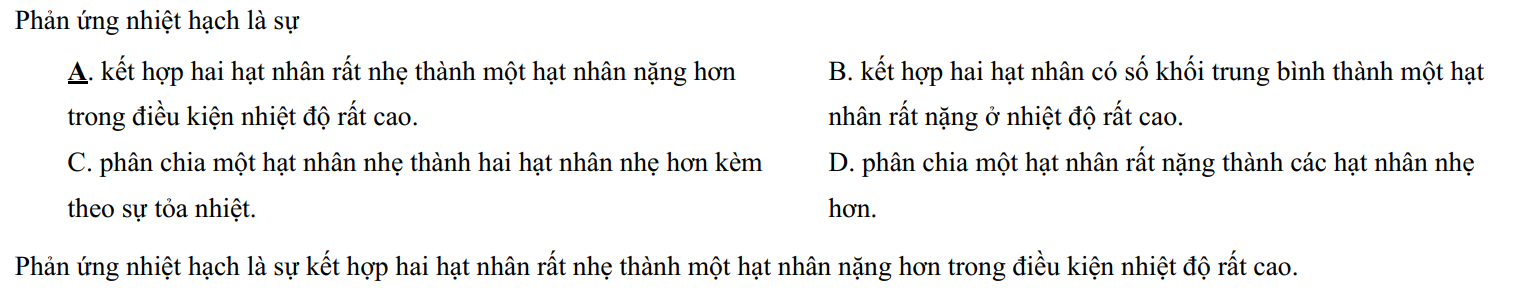 Phản ứng nhiệt hạch là sự
A. kết hợp hai hạt nhân rất nhẹ thành một hạt nhân nặng hơn
trong điều kiện nhiệt độ rất cao.
B. kết hợp hai hạt nhân có số khối trung bình thành một hạt
nhân rất nặng ở nhiệt độ rất cao.
C. phân chia một hạt nhân nhẹ thành hai hạt nhân nhẹ hơn kèm
theo sự tỏa nhiệt.
D. phân chia một hạt nhân rất nặng thành các hạt nhân nhẹ
hơn.
Phản ứng nhiệt hạch là sự kết hợp hai hạt nhân rất nhẹ thành một hạt nhân nặng hơn trong điều kiện nhiệt độ rất cao.